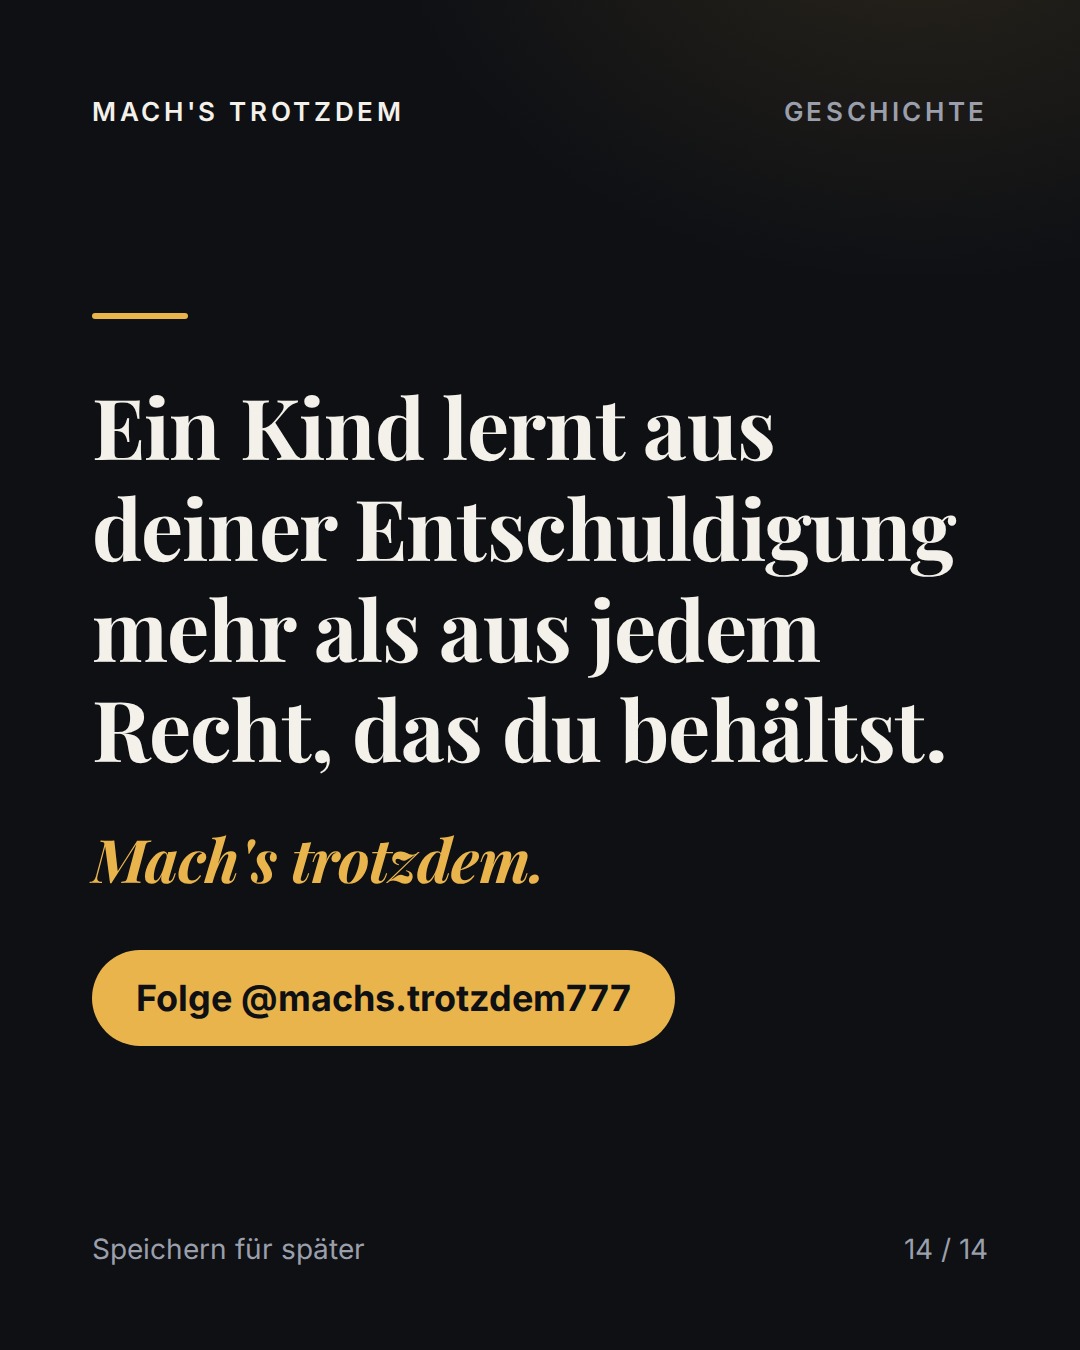 MACH'S TROTZDEM
GESCHICHTE
Ein Kind lernt aus
deiner Entschuldigung
mehr als aus jedem
Recht, das du behältst.
Mach's trotzdem.
Folge @machs.trotzdem777
Speichern für später
14 / 14